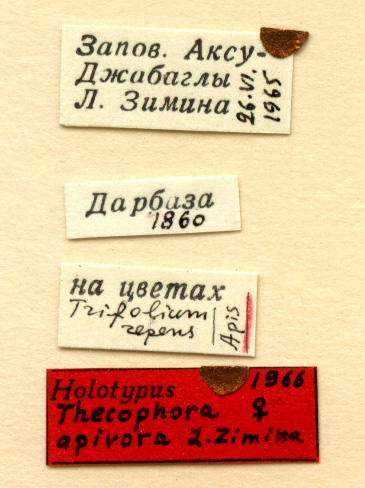 Запов. Аксу-
Джабаглы
Л. Зимина
26.VI.
1965
Дарбаза
1860
на цветах
Trifolium
repens
Apis
Holotypus 1966
Thecophora ♀
apivora L.Zimina